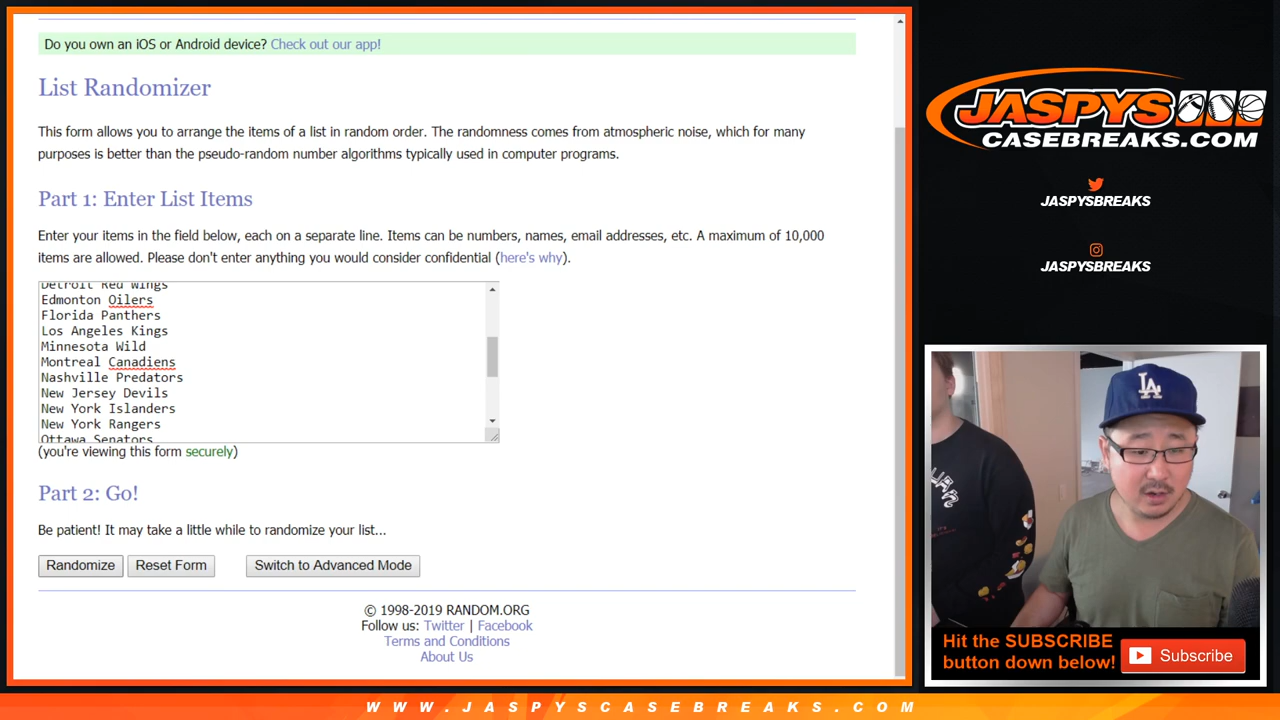 Do you own an iOS or Android device? Check out our app!
List Randomizer
This form allows you to arrange the items of a list in random order. The randomness comes from atmospheric noise, which for many
purposes is better than the pseudo-random number algorithms typically used in computer programs.
Part 1: Enter List Items
Enter your items in the field below, each on a separate line. Items can be numbers, names, email addresses, etc. A maximum of 10,000
items are allowed. Please don't enter anything you would consider confidential (here's why).
Detroit Red Wings
Edmonton Oilers
Florida Panthers
Los Angeles Kings
Minnesota Wild
Montreal Canadiens
Nashville Predators
New Jersey Devils
New York Islanders
New York Rangers
Ottawa Senators
(you're viewing this form securely)
Part 2: Go!
Be patient! It may take a little while to randomize your list...
Randomize
Reset Form
Switch to Advanced Mode
© 1998-2019 RANDOM.ORG
Follow us: Twitter | Facebook
Terms and Conditions
About Us
JASPYS
CASEBREAKS.COM
JASPYSBREAKS
JASPYSBREAKS
LA
Hit the SUBSCRIBE
button down below!
Subscribe
WWW.JASPYSCASEBREAKS.COM